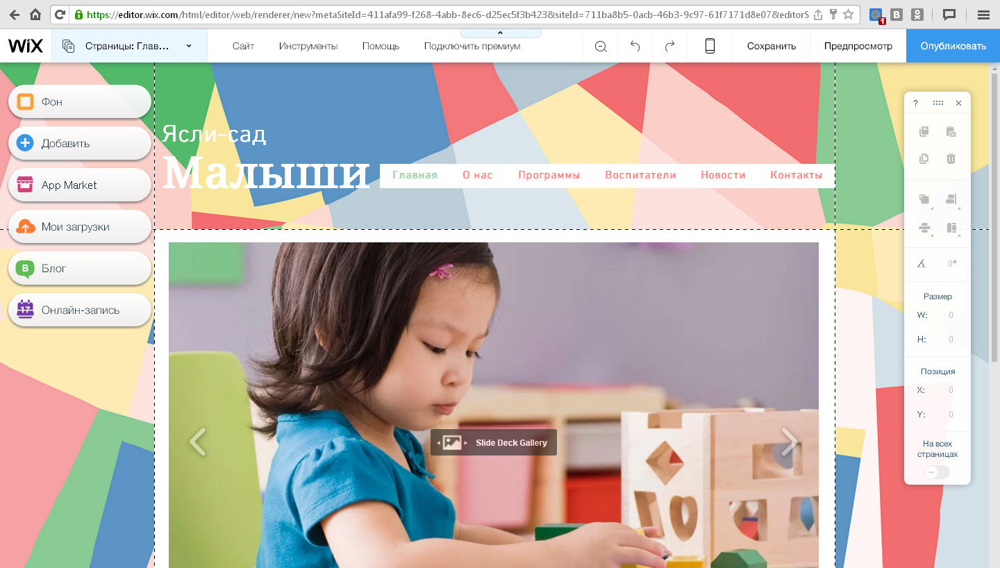 https://editor.wix.com/html/editor/web/renderer/new?metaSiteId=411afa99-f268-4abb-8ec6-d25ec5f3b423&siteId=711ba8b5-0acb-46b3-9c97-61f7171d8e07&editorS
1
B
WiX
Страницы: Глав...
Сайт
Инструменты
Помощь
Подключить премиум
Сохранить
Предпросмотр
Опубликовать
Фон
Добавить
App Market
Мои загрузки
B
Блог
17
Онлайн-запись
Ясли-сад
Малыши
Главная
О нас
Программы
Воспитатели
Новости
Контакты
Slide Deck Gallery
?
0°
Размер
W: 0
H: 0
Позиция
X: 0
Y: 0
На всех
страницах